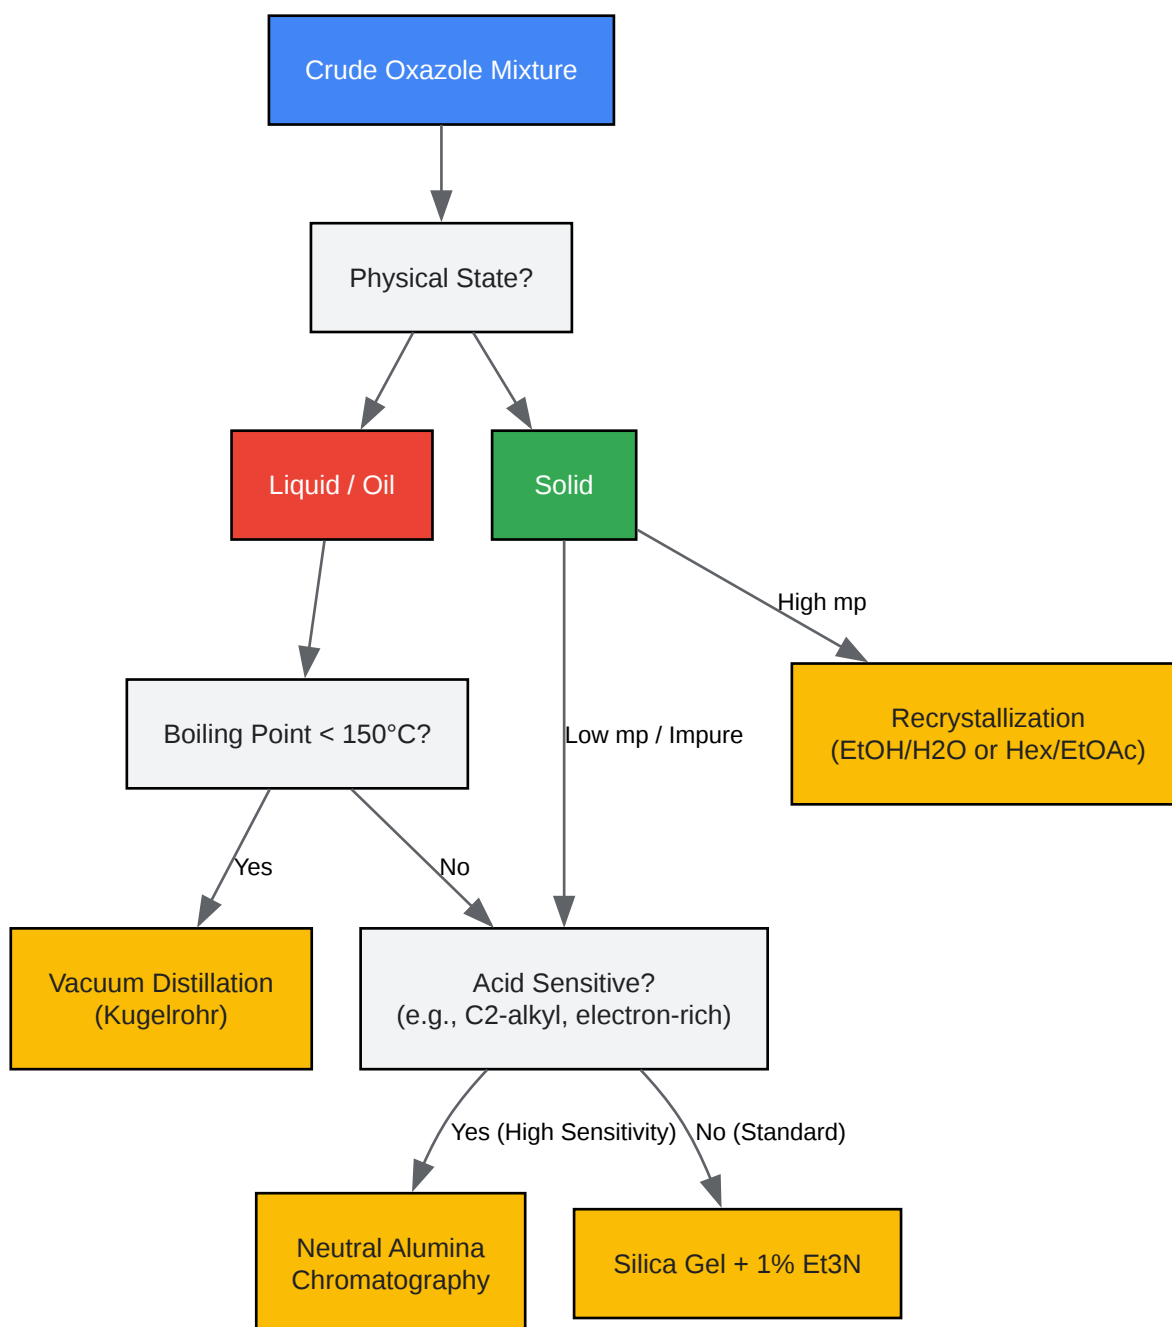 Crude Oxazole Mixture
Physical State?
Liquid / Oil
Solid
High mp
Boiling Point < 150°C?
Low mp / Impure
Recrystallization
(EtOH/H2O or Hex/EtOAc)
Yes
No
Vacuum Distillation
(Kugelrohr)
Acid Sensitive?
(e.g., C2-alkyl, electron-rich)
Yes (High Sensitivity)
No (Standard)
Neutral Alumina
Chromatography
Silica Gel + 1% Et3N